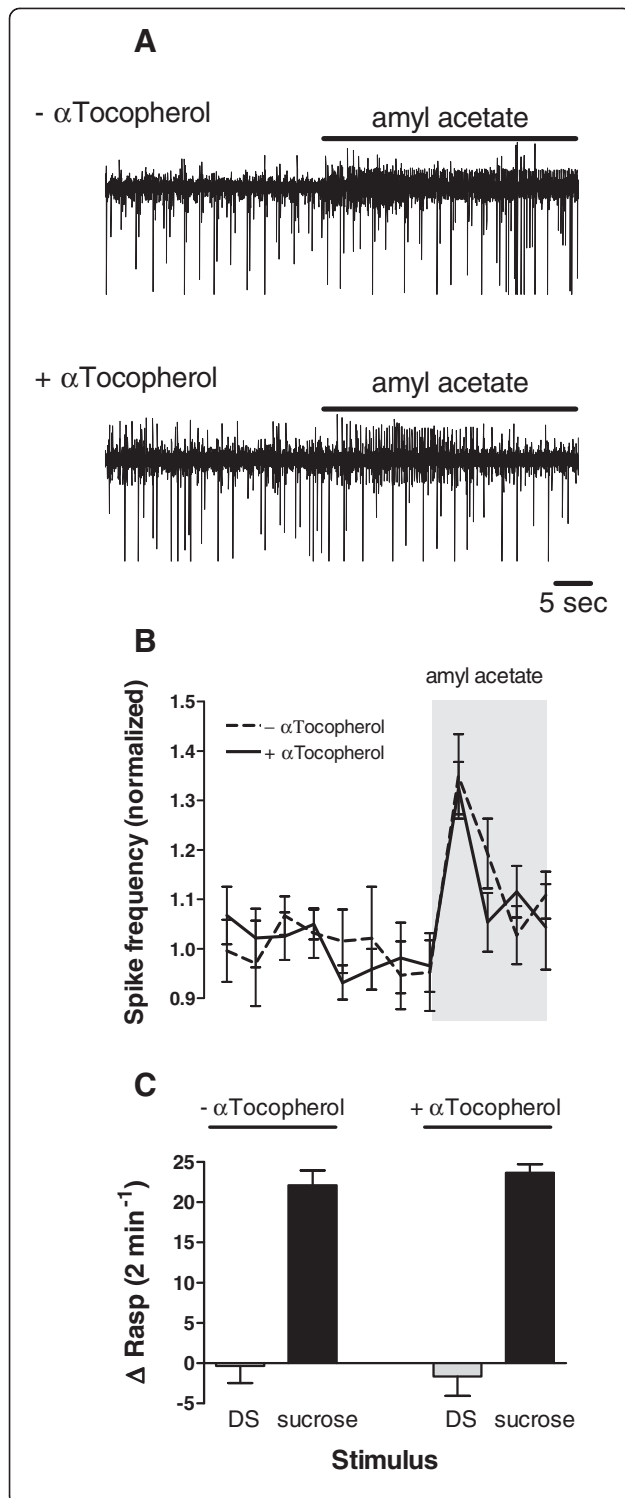 A
- αTocopherol
amyl acetate
+ αTocopherol
amyl acetate
5 sec
B
amyl acetate
Spike frequency (normalized)
1.5
1.4
1.3
1.2
1.1
1.0
0.9
– αTocopherol
+ αTocopherol
C
- αTocopherol
+ αTocopherol
Δ Rasp (2 min⁻¹)
25
20
15
10
5
0
-5
DS sucrose DS sucrose
Stimulus